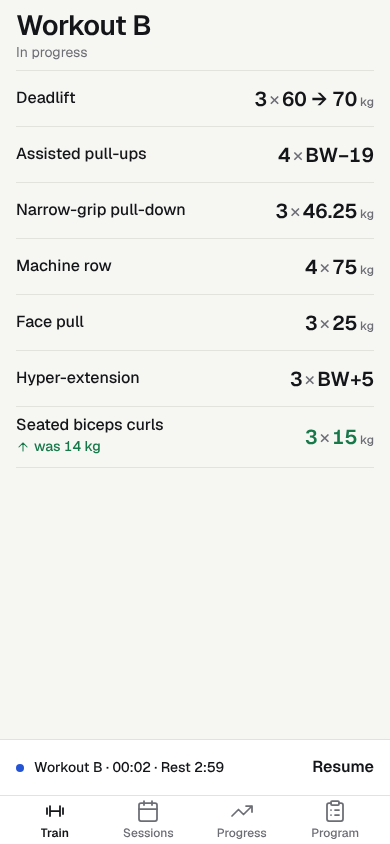 Workout B
In progress
Deadlift 3×60 → 70 kg
Assisted pull-ups 4×BW−19
Narrow-grip pull-down 3×46.25 kg
Machine row 4×75 kg
Face pull 3×25 kg
Hyper-extension 3×BW+5
Seated biceps curls 3×15 kg
↑ was 14 kg
Workout B · 00:02 · Rest 2:59 Resume
Train Sessions Progress Program